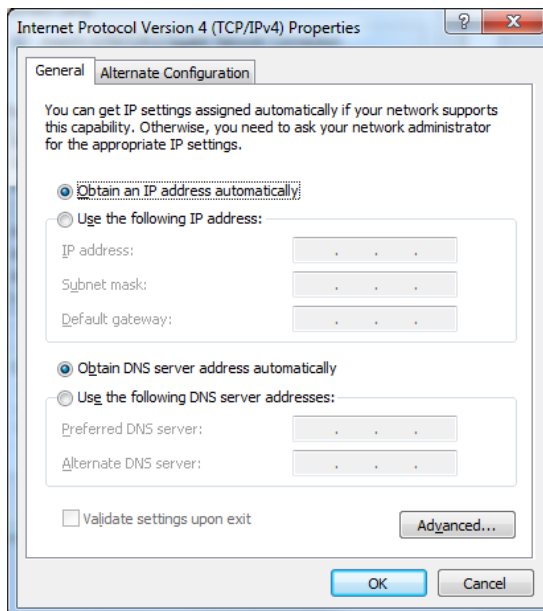 Internet Protocol Version 4 (TCP/IPv4) Properties
?
General
Alternate Configuration
You can get IP settings assigned automatically if your network supports
this capability. Otherwise, you need to ask your network administrator
for the appropriate IP settings.
Obtain an IP address automatically
Use the following IP address:
IP address:
. . .
Subnet mask:
. . .
Default gateway:
. . .
Obtain DNS server address automatically
Use the following DNS server addresses:
Preferred DNS server:
. . .
Alternate DNS server:
. . .
Validate settings upon exit
Advanced...
OK
Cancel